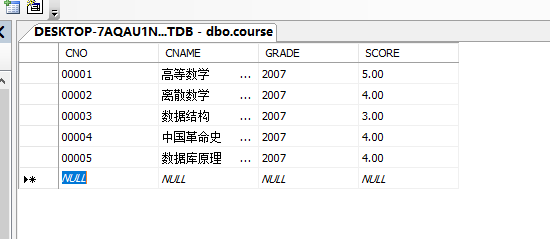 DESKTOP-7AQAU1N...TDB - dbo.course
CNO CNAME GRADE SCORE
00001 高等数学 ... 2007 5.00
00002 离散数学 ... 2007 4.00
00003 数据结构 ... 2007 3.00
00004 中国革命史 ... 2007 4.00
00005 数据库原理 ... 2007 4.00
NULL NULL NULL NULL